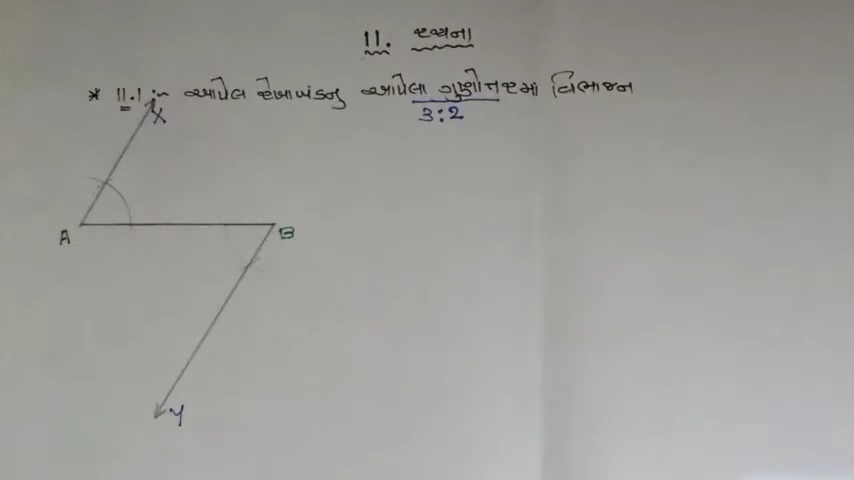 11. રચના
* 11.1 :- આપેલ રેખાખંડનુ આપેલા ગુણોત્તરમાં વિભાજન
3:2
X
A B
Y